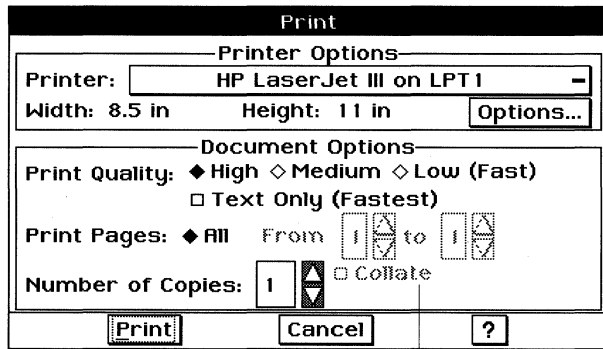 Print
Printer Options
Printer: HP LaserJet III on LPT1
Width: 8.5 in Height: 11 in Options...
Document Options
Print Quality: High Medium Low (Fast)
Text Only (Fastest)
Print Pages: All From 1 to 1
Number of Copies: 1 Collate
Print Cancel ?